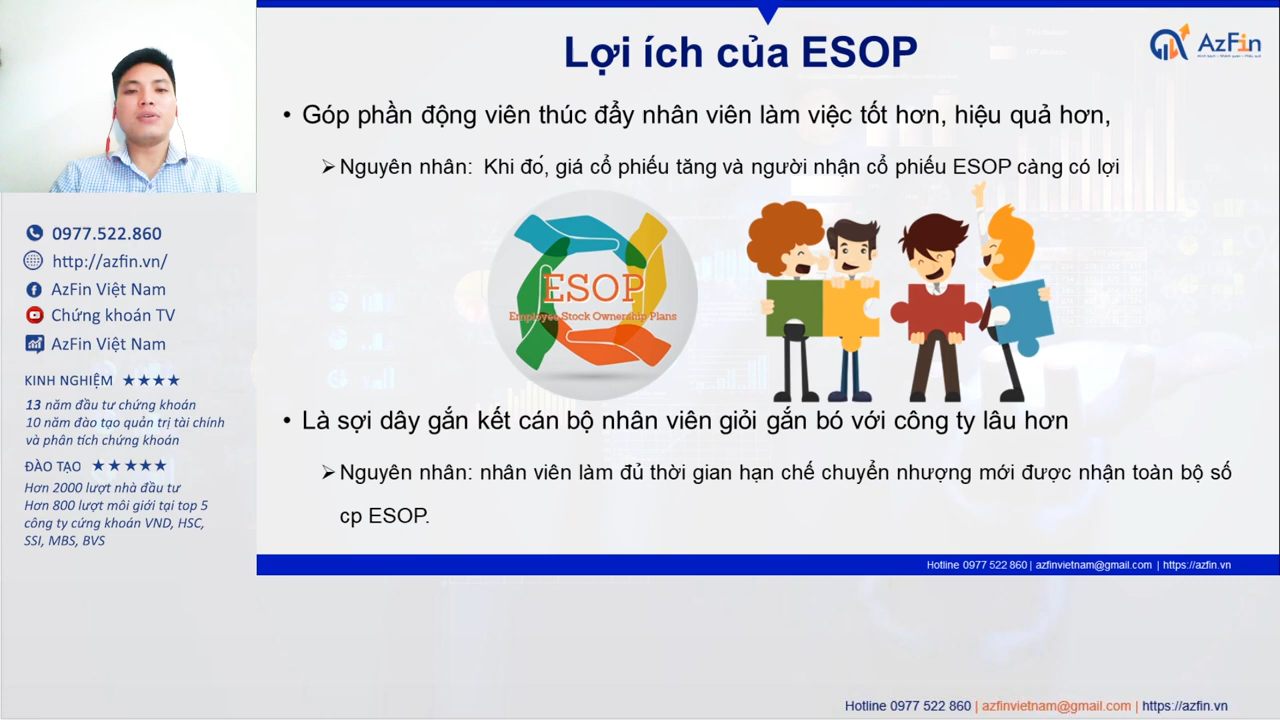 Lợi ích của ESOP
AzFin
• Góp phần động viên thúc đẩy nhân viên làm việc tốt hơn, hiệu quả hơn,
➢ Nguyên nhân: Khi đó, giá cổ phiếu tăng và người nhận cổ phiếu ESOP càng có lợi
ESOP
Employee Stock Ownership Plans
• Là sợi dây gắn kết cán bộ nhân viên giỏi gắn bó với công ty lâu hơn
➢ Nguyên nhân: nhân viên làm đủ thời gian hạn chế chuyển nhượng mới được nhận toàn bộ số
cp ESOP.
Hotline 0977 522 860 | azfinvietnam@gmail.com | https://azfin.vn
0977.522.860
http://azfin.vn/
AzFin Việt Nam
Chứng khoán TV
AzFin Việt Nam
KINH NGHIỆM ★★★★
13 năm đầu tư chứng khoán
10 năm đào tạo quản trị tài chính
và phân tích chứng khoán
ĐÀO TẠO ★★★★★
Hơn 2000 lượt nhà đầu tư
Hơn 800 lượt môi giới tại top 5
công ty cứng khoán VND, HSC,
SSI, MBS, BVS
Hotline 0977 522 860 | azfinvietnam@gmail.com | https://azfin.vn